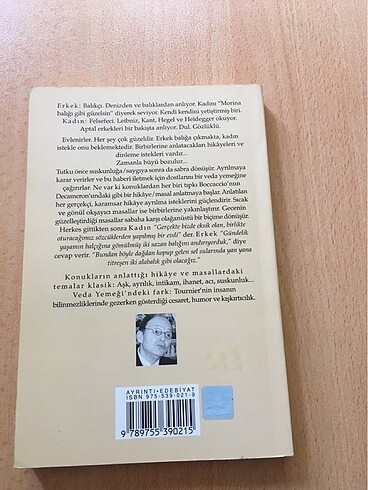 Erkek: Balıkçı. Denizden ve balıklardan anlıyor. Kadını "Morina
balığı gibi güzelsin" diyerek seviyor. Kendi kendini yetiştirmiş biri.
Kadın: Felsefeci. Leibniz, Kant, Hegel ve Heidegger okuyor.
Aptal erkekleri bir bakışta anlıyor. Dul. Gözlüklü.
Evlenirler. Her şey çok güzeldir. Erkek balığa çıkmakta, kadın
istekle onu beklemektedir. Birbirlerine anlatacakları hikâyeleri ve
dinleme istekleri vardır...
Zamanla büyü bozulur...
Tutku önce suskunluğa/saygıya sonra da sabra dönüşür. Ayrılmaya
karar verirler ve bu haberi iletmek için dostlarını bir veda yemeğine
çağırırlar. Ne var ki konuklardan her biri tıpkı Boccaccio'nun
Decameron'undaki gibi bir hikâye/masal anlatmaya başlar. Anlatılan
her gerçekçi, karamsar hikâye ayrılma isteklerini güçlendirir. Sıcak
ve gönül okşayıcı masallar ise birbirlerine yakınlaştırır. Gecenin
güzelleştirdiği masallar sabaha karşı olağanüstü bir biçime dönüşür.
Herkes gittikten sonra Kadın "Gerçekte bizde eksik olan, birlikte
oturacağımız sözcüklerden yapılmış bir evdi" der. Erkek "Gündelik
yaşamın balçığına gömülmüş iki sazan balığını andırıyorduk," diye
cevap verir. "Bundan böyle dağdan kopup gelen sel sularında yan yana
titreşen iki alabalık gibi olacağız."
Konukların anlattığı hikâye ve masallardaki
temalar klasik: Aşk, ayrılık, intikam, ihanet, acı, suskunluk...
Veda Yemeği'ndeki fark: Tournier'nin insanın
bilinmezliklerinde gezerken gösterdiği cesaret, humor ve kışkırtıcılık.
AYRINTI•EDEBİYAT
ISBN 975-539-021-9
9 789755 390215